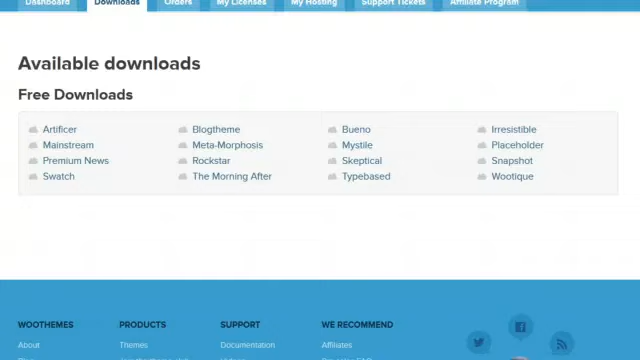 Dashboard Downloads Orders My Licenses My Hosting Support Tickets Affiliate Program
Available downloads
Free Downloads
Artificer Blogtheme Bueno Irresistible
Mainstream Meta-Morphosis Mystile Placeholder
Premium News Rockstar Skeptical Snapshot
Swatch The Morning After Typebased Wootique
WOOTHEMES PRODUCTS SUPPORT WE RECOMMEND
About Themes Documentation Affiliates